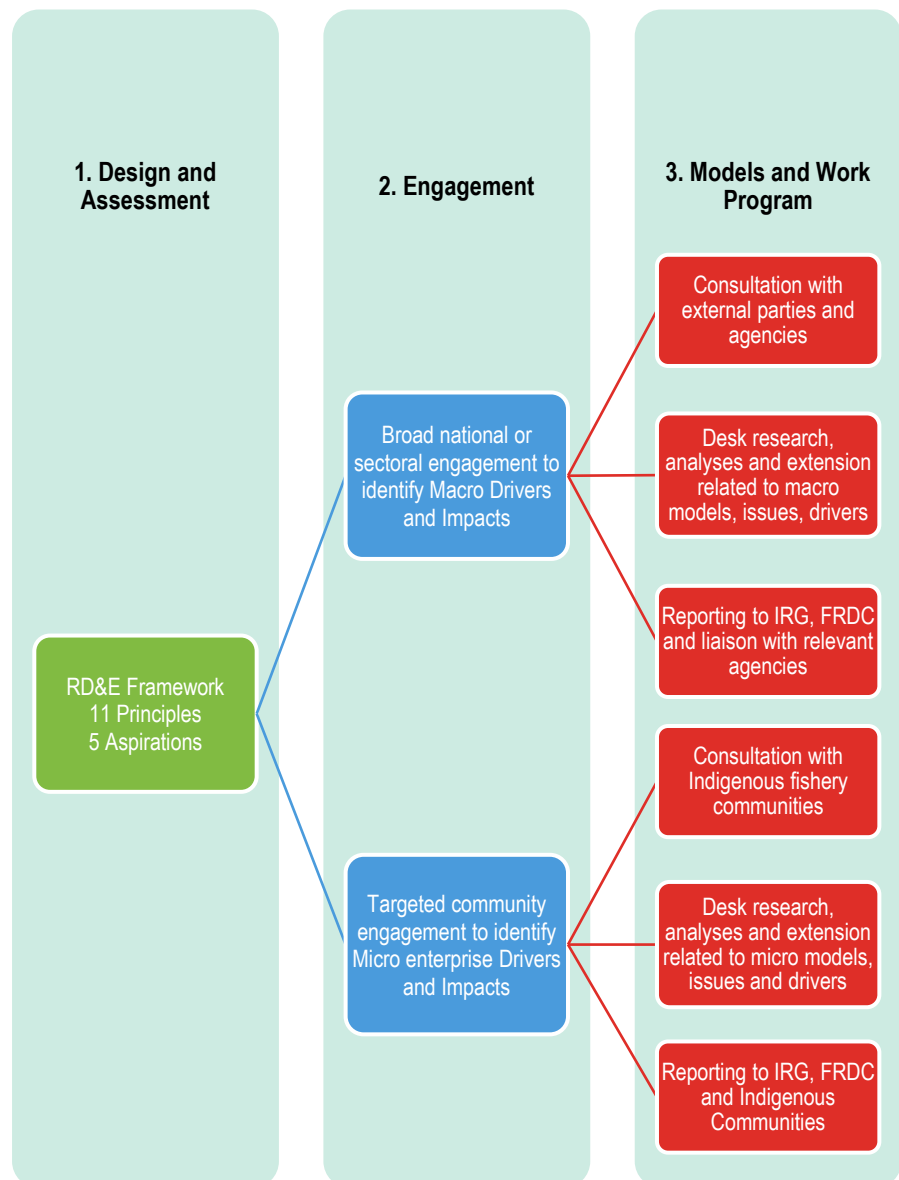 1. Design and
Assessment
2. Engagement
3. Models and Work
Program
RD&E Framework
11 Principles
5 Aspirations
Broad national or
sectoral engagement to
identify Macro Drivers
and Impacts
Targeted community
engagement to identify
Micro enterprise Drivers
and Impacts
Consultation with
external parties and
agencies
Desk research,
analyses and extension
related to macro
models, issues, drivers
Reporting to IRG, FRDC
and liaison with relevant
agencies
Consultation with
Indigenous fishery
communities
Desk research,
analyses and extension
related to micro models,
issues and drivers
Reporting to IRG, FRDC
and Indigenous
Communities